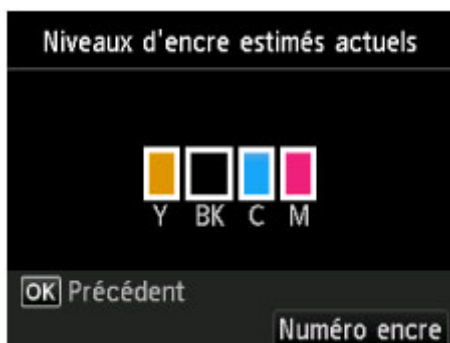 Niveaux d'encre estimés actuels
Y BK C M
OK Précédent
Numéro encre